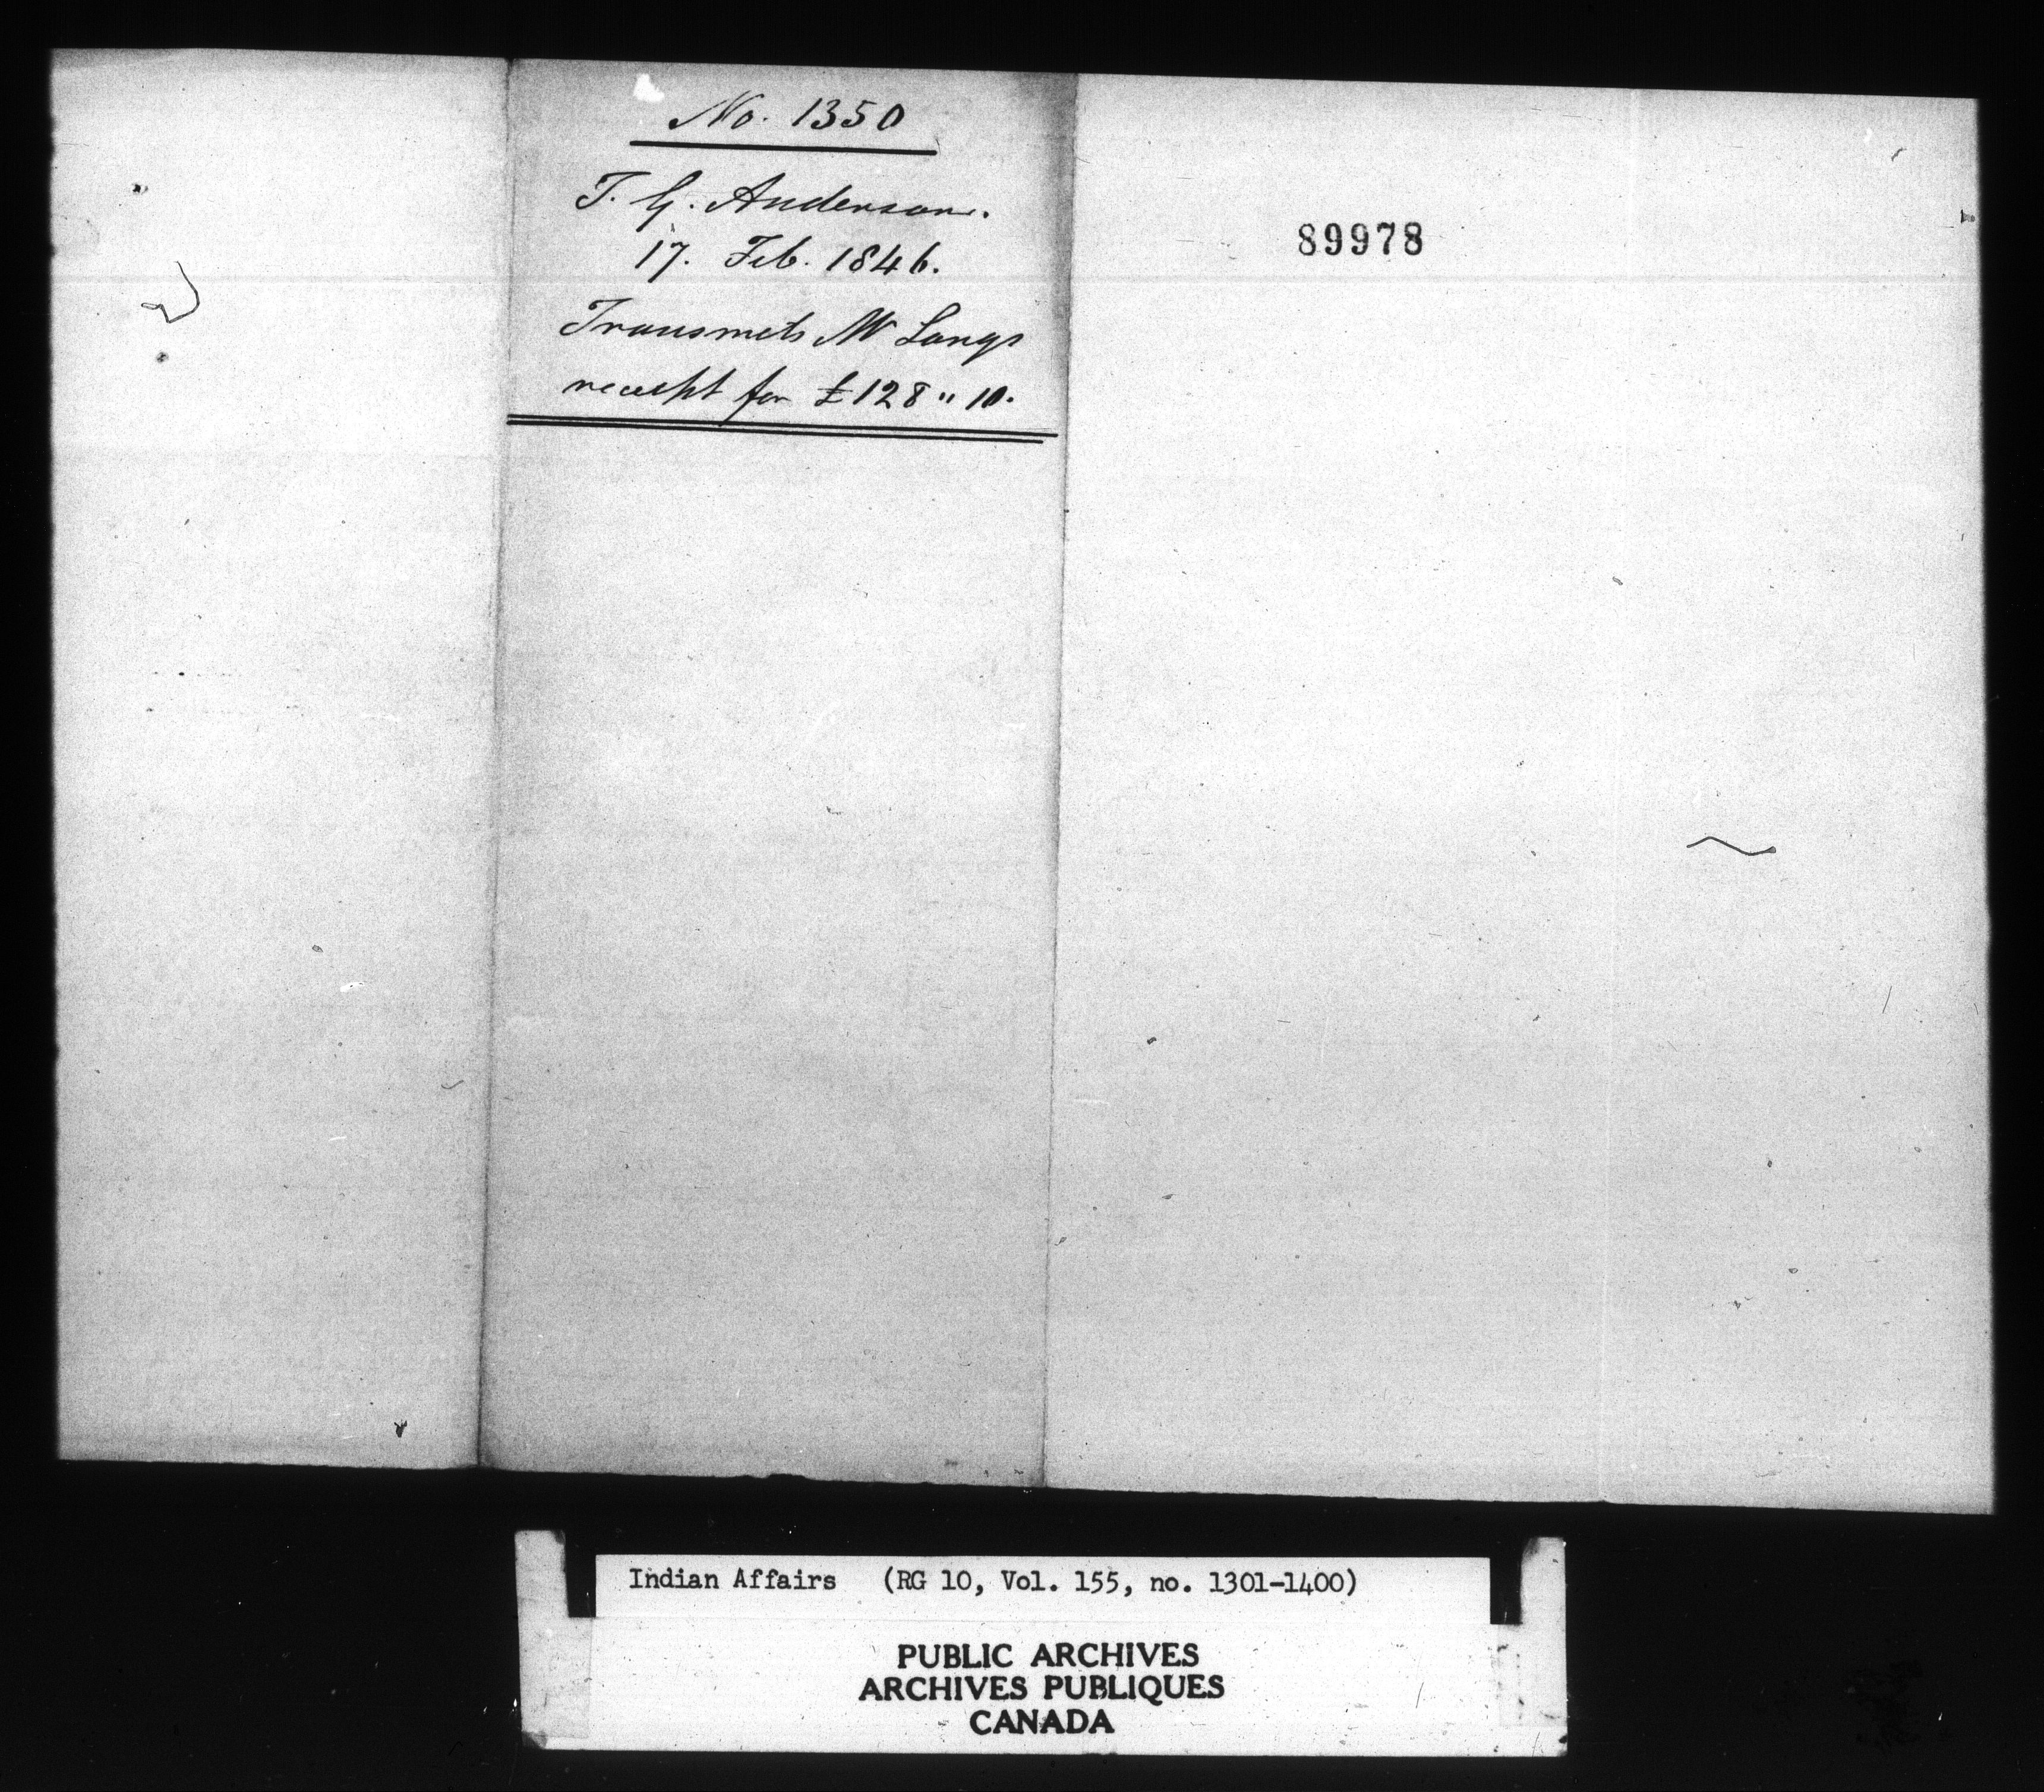 No. 1350
T. G. Anderson.
17. Feb. 1846.
Transmits Mr Langs
receipt for £128 " 10.
89978
Indian Affairs (RG 10, Vol. 155, no. 1301-1400)
PUBLIC ARCHIVES
ARCHIVES PUBLIQUES
CANADA